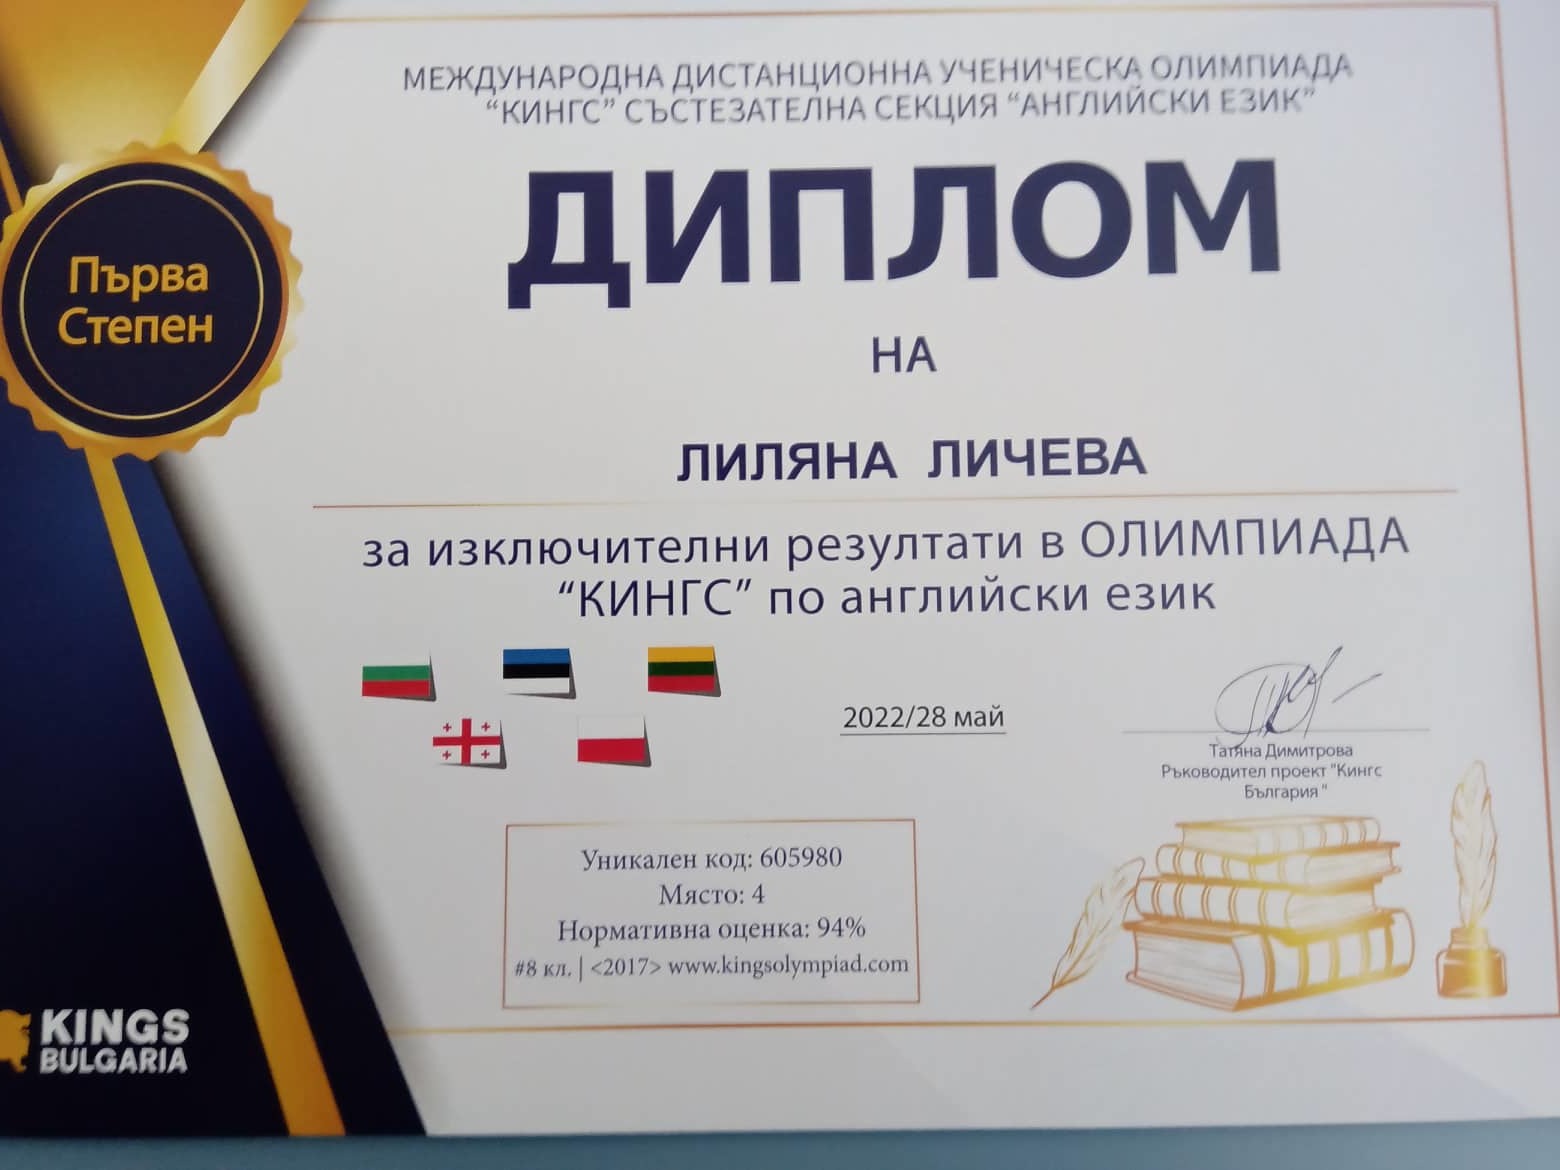 МЕЖДУНАРОДНА ДИСТАНЦИОННА УЧЕНИЧЕСКА ОЛИМПИАДА
“КИНГС” СЪСТЕЗАТЕЛНА СЕКЦИЯ “АНГЛИЙСКИ ЕЗИК”
ДИПЛОМ
Първа
Степен
НА
ЛИЛЯНА ЛИЧЕВА
за изключителни резултати в ОЛИМПИАДА
“КИНГС” по английски език
2022/28 май
Татяна Димитрова
Ръководител проект "Кингс
България "
Уникален код: 605980
Място: 4
Нормативна оценка: 94%
#8 кл. | <2017> www.kingsolympiad.com
KINGS
BULGARIA